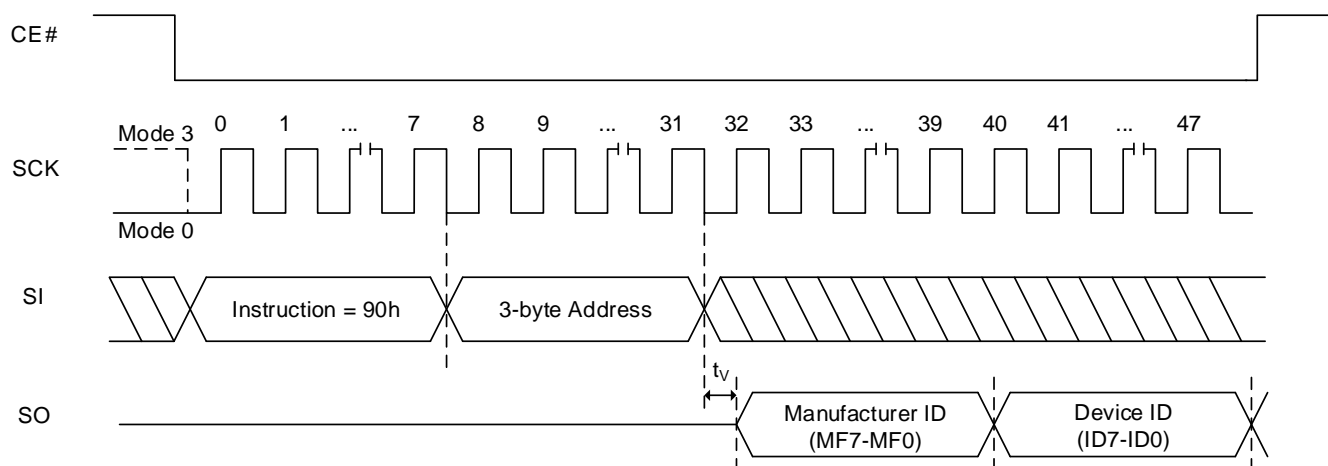 CE#
0 1 ... 7 8 9 ... 31 32 33 ... 39 40 41 ... 47
Mode 3
SCK
Mode 0
SI
Instruction = 90h
3-byte Address
tV
SO
Manufacturer ID
(MF7-MF0)
Device ID
(ID7-ID0)